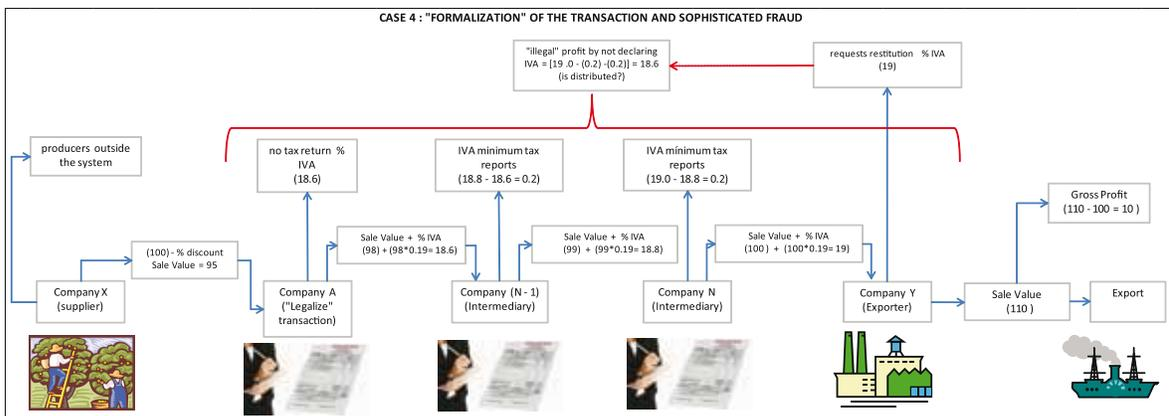 CASE 4 : "FORMALIZATION" OF THE TRANSACTION AND SOPHISTICATED FRAUD
"illegal" profit by not declaring
IVA = [19 .0 - (0.2) -(0.2)] = 18.6
(is distributed?)
requests restitution % IVA
(19)
producers outside
the system
no tax return %
IVA
(18.6)
IVA minimum tax
reports
(18.8 - 18.6 = 0.2)
IVA mínimum tax
reports
(19.0 - 18.8 = 0.2)
Gross Profit
(110 - 100 = 10 )
(100) - % discount
Sale Value = 95
Sale Value + % IVA
(98) + (98*0.19= 18.6)
Sale Value + % IVA
(99) + (99*0.19= 18.8)
Sale Value + % IVA
(100 ) + (100*0.19= 19)
Company X
(supplier)
Company A
("Legalize"
transaction)
Company (N - 1)
(Intermediary)
Company N
(Intermediary)
Company Y
(Exporter)
Sale Value
(110 )
Export